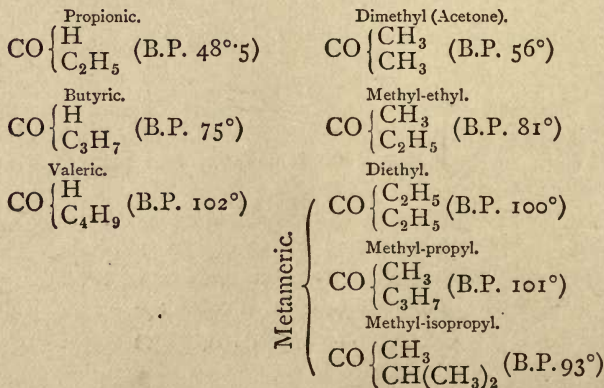 Propionic.
CO { H
C₂H₅ (B.P. 48°·5)
Butyric.
CO { H
C₃H₇ (B.P. 75°)
Valeric.
CO { H
C₄H₉ (B.P. 102°)
Dimethyl (Acetone).
CO { CH₃
CH₃ (B.P. 56°)
Methyl-ethyl.
CO { CH₃
C₂H₅ (B.P. 81°)
Metameric.
Diethyl.
CO { C₂H₅
C₂H₅ (B.P. 100°)
Methyl-propyl.
CO { CH₃
C₃H₇ (B.P. 101°)
Methyl-isopropyl.
CO { CH₃
CH(CH₃)₂ (B.P. 93°)